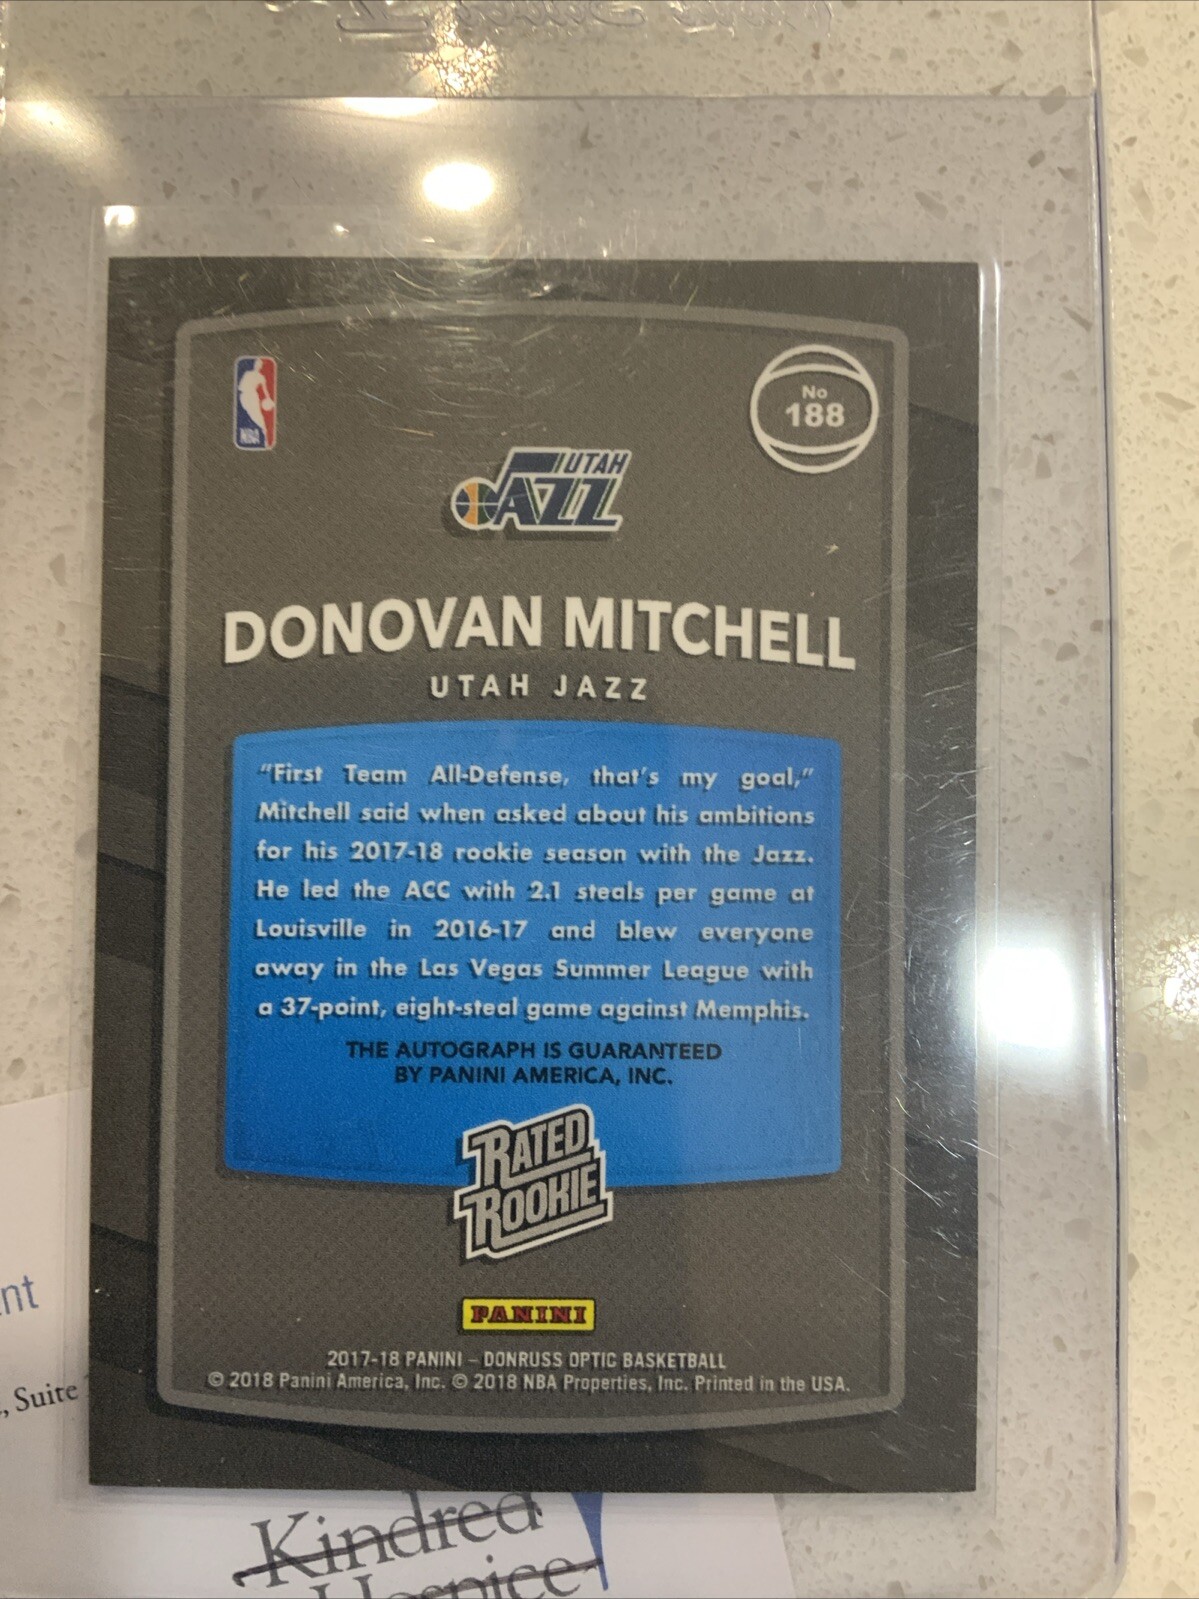 NBA
No
188
UTAH
JAZZ
DONOVAN MITCHELL
UTAH JAZZ
"First Team All-Defense, that's my goal,"
Mitchell said when asked about his ambitions
for his 2017-18 rookie season with the Jazz.
He led the ACC with 2.1 steals per game at
Louisville in 2016-17 and blew everyone
away in the Las Vegas Summer League with
a 37-point, eight-steal game against Memphis.
THE AUTOGRAPH IS GUARANTEED
BY PANINI AMERICA, INC.
RATED
ROOKIE
PANINI
2017-18 PANINI – DONRUSS OPTIC BASKETBALL
© 2018 Panini America, Inc. © 2018 NBA Properties, Inc. Printed in the USA.
nt
, Suite
Kindred
Hospice